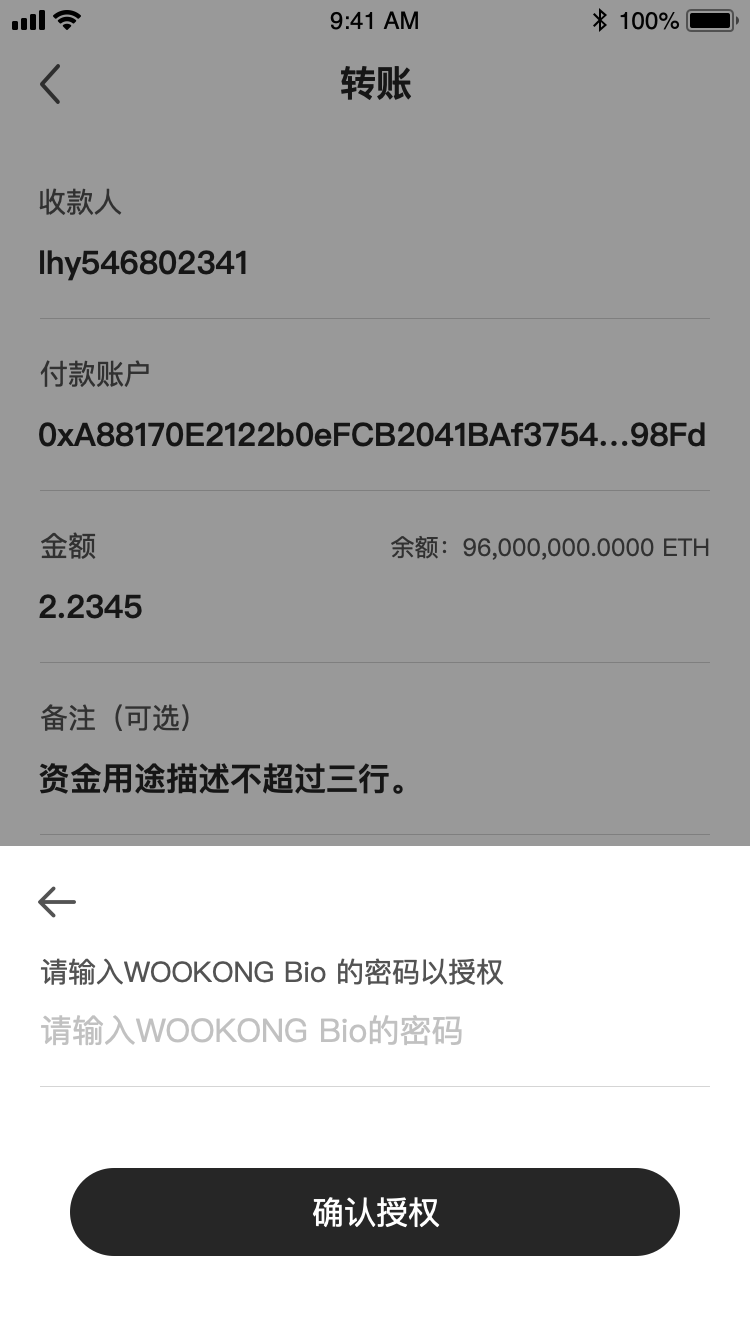 9:41 AM
100%
转账
收款人
lhy546802341
付款账户
0xA88170E2122b0eFCB2041BAf3754...98Fd
金额
余额：96,000,000.0000 ETH
2.2345
备注（可选）
资金用途描述不超过三行。
请输入WOOKONG Bio 的密码以授权
请输入WOOKONG Bio的密码
确认授权